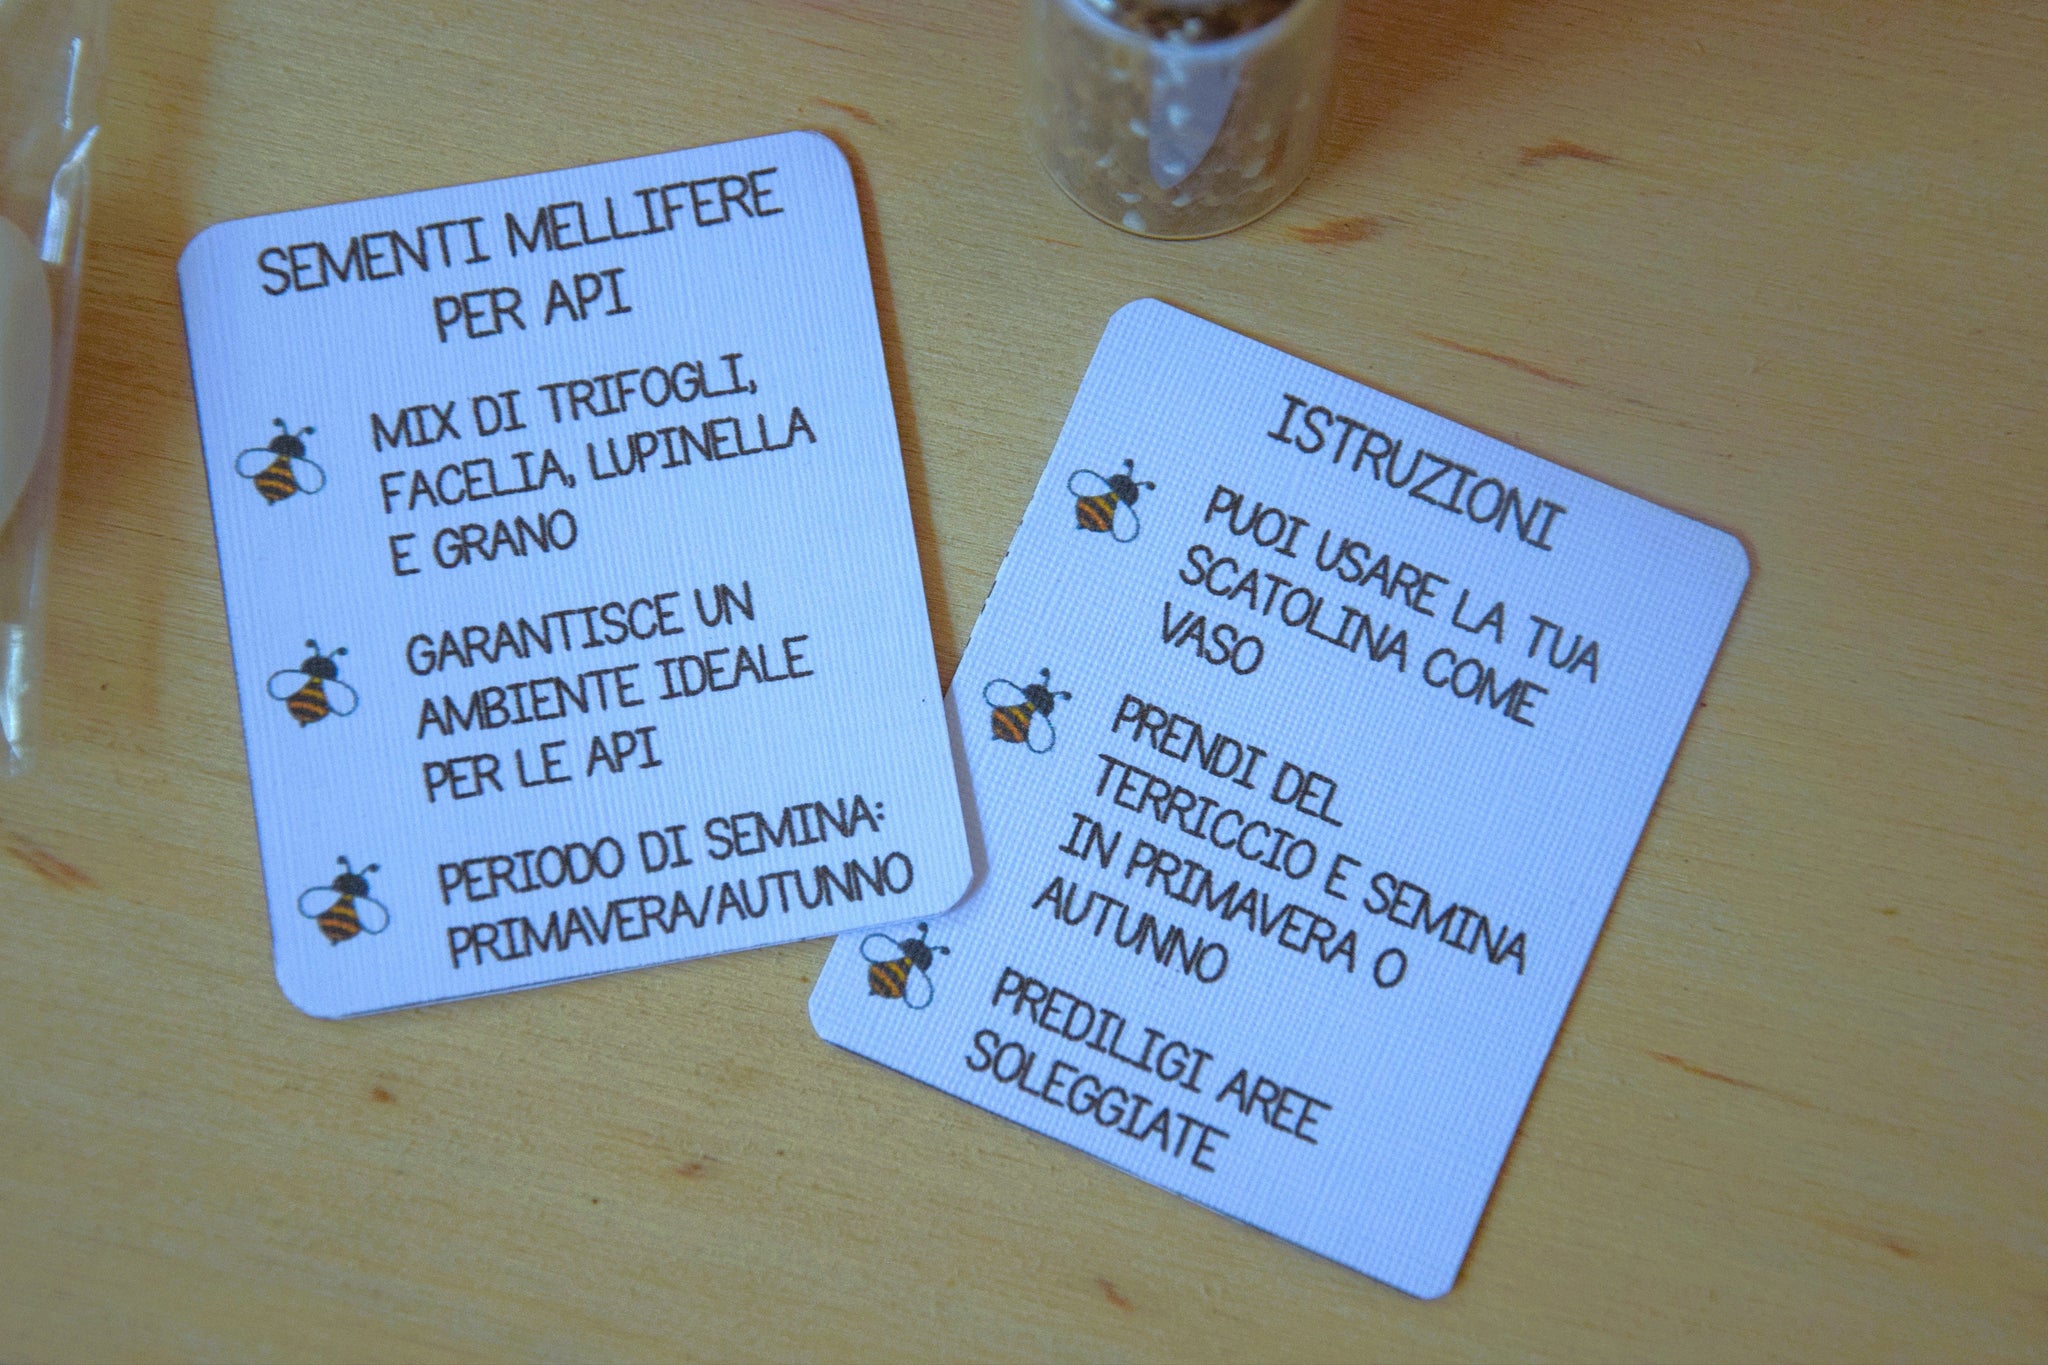 SEMENTI MELLIFERE
PER API
MIX DI TRIFOGLI,
FACELIA, LUPINELLA
E GRANO
GARANTISCE UN
AMBIENTE IDEALE
PER LE API
PERIODO DI SEMINA:
PRIMAVERA/AUTUNNO
ISTRUZIONI
PUOI USARE LA TUA
SCATOLINA COME
VASO
PRENDI DEL
TERRICCIO E SEMINA
IN PRIMAVERA O
AUTUNNO
PREDILIGI AREE
SOLEGGIATE